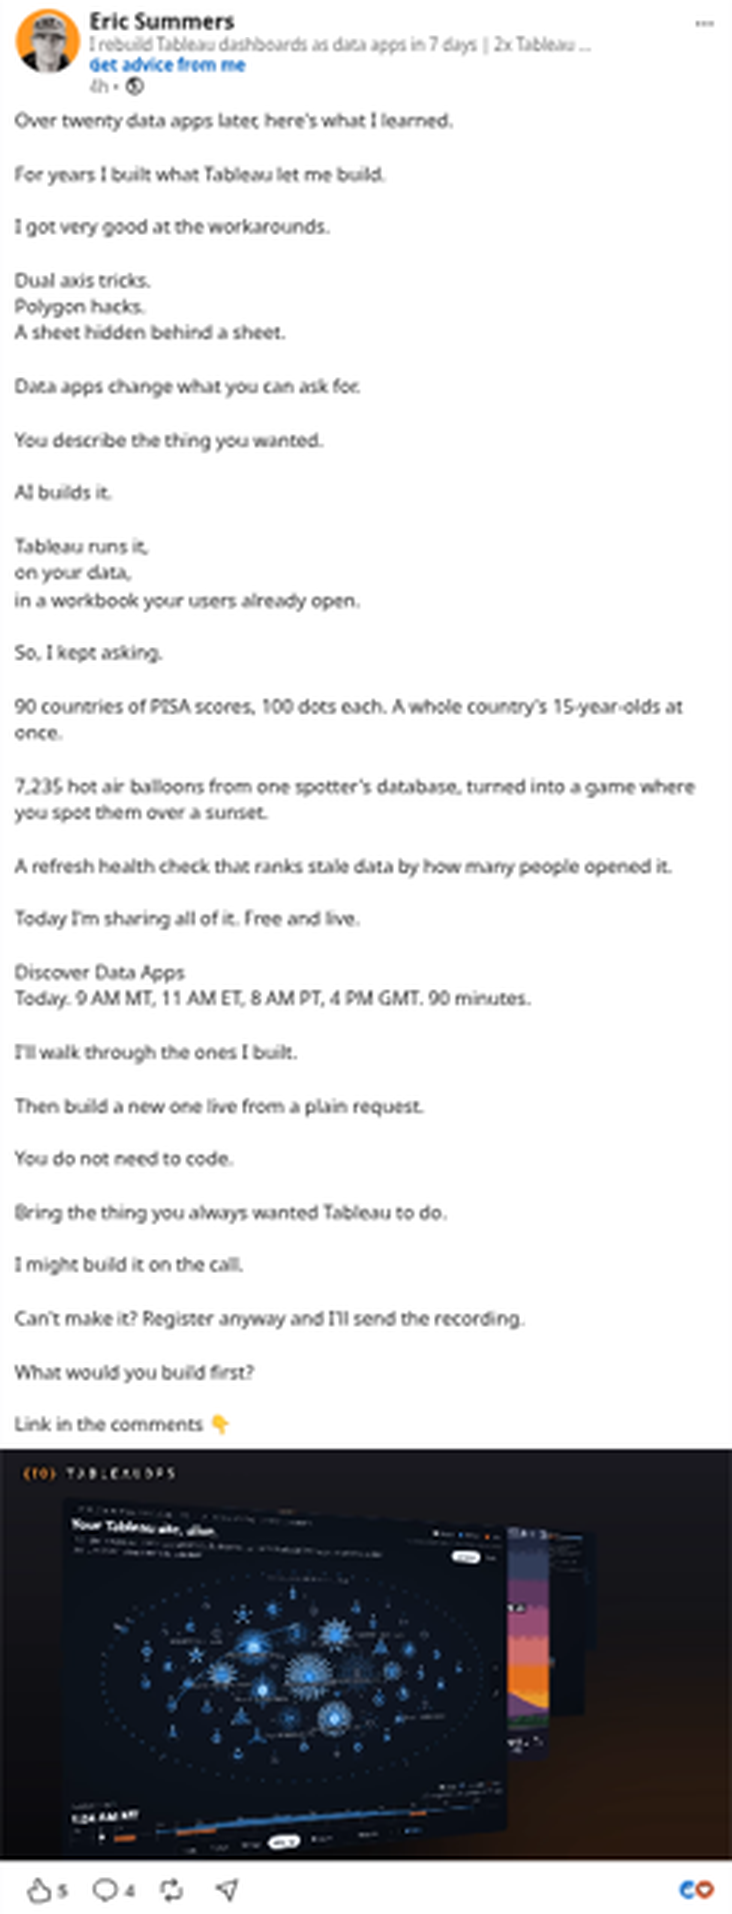 Eric Summers
I rebuild Tableau dashboards as data apps in 7 days | 2x Tableau ...
Get advice from me
4h •
Over twenty data apps later, here's what I learned.
For years I built what Tableau let me build.
I got very good at the workarounds.
Dual axis tricks.
Polygon hacks.
A sheet hidden behind a sheet.
Data apps change what you can ask for.
You describe the thing you wanted.
AI builds it.
Tableau runs it,
on your data,
in a workbook your users already open.
So, I kept asking.
90 countries of PISA scores, 100 dots each. A whole country's 15-year-olds at
once.
7,235 hot air balloons from one spotter's database, turned into a game where
you spot them over a sunset.
A refresh health check that ranks stale data by how many people opened it.
Today I'm sharing all of it. Free and live.
Discover Data Apps
Today. 9 AM MT, 11 AM ET, 8 AM PT, 4 PM GMT. 90 minutes.
I'll walk through the ones I built.
Then build a new one live from a plain request.
You do not need to code.
Bring the thing you always wanted Tableau to do.
I might build it on the call.
Can't make it? Register anyway and I'll send the recording.
What would you build first?
Link in the comments 👇
{TO} TABLEAUOPS
Your Tableau site, alive.
5
4